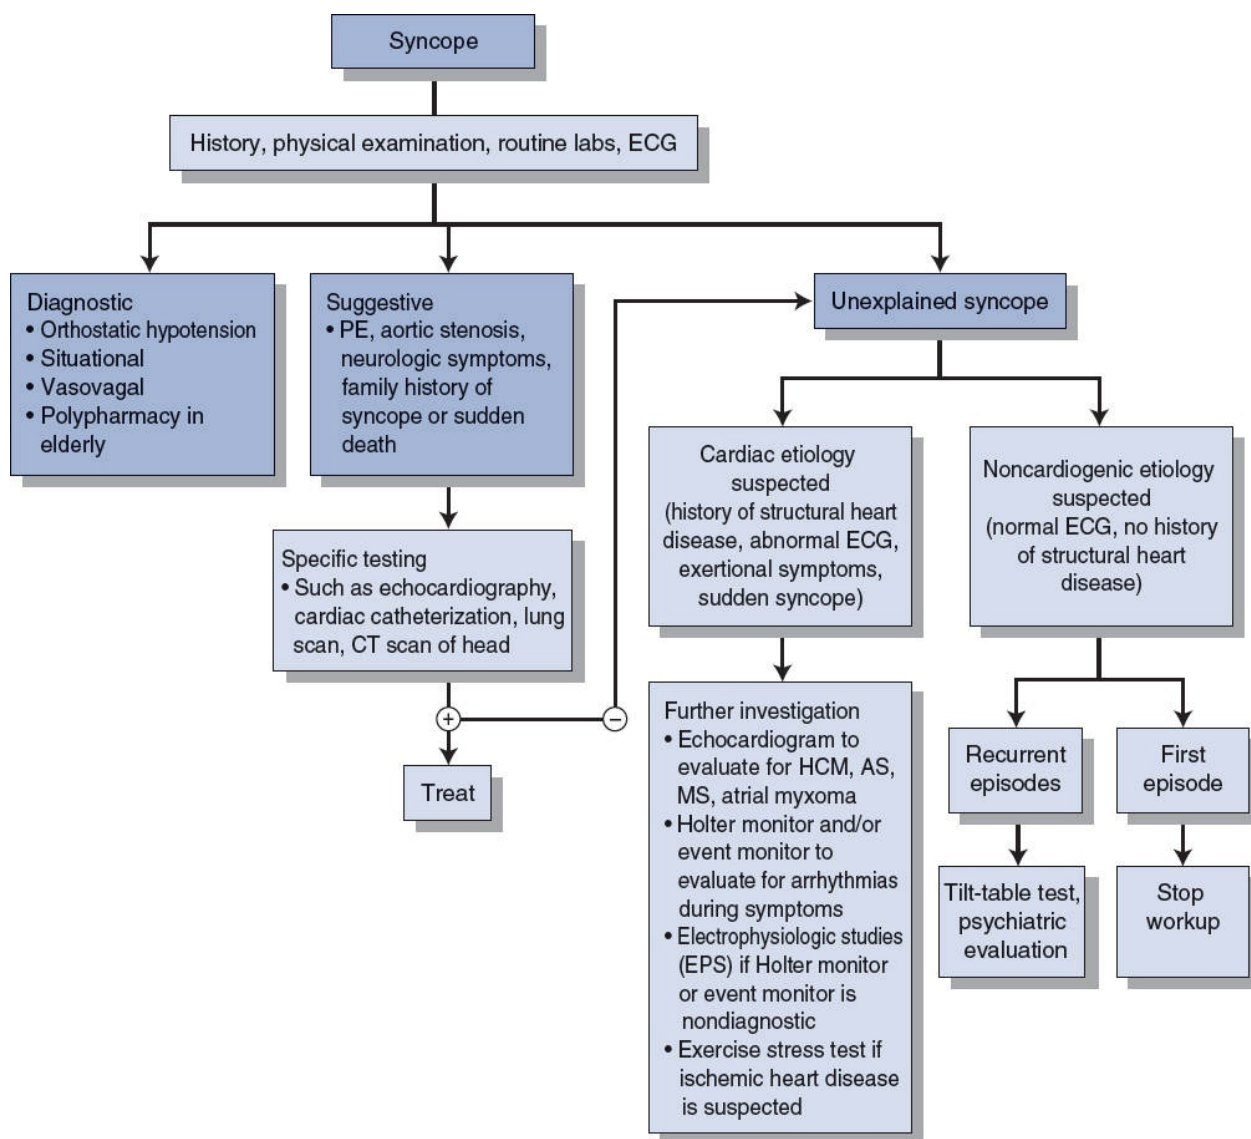 Syncope
History, physical examination, routine labs, ECG
Diagnostic
• Orthostatic hypotension
• Situational
• Vasovagal
• Polypharmacy in
elderly
Suggestive
• PE, aortic stenosis,
neurologic symptoms,
family history of
syncope or sudden
death
Unexplained syncope
Specific testing
• Such as echocardiography,
cardiac catheterization, lung
scan, CT scan of head
+
−
Treat
Cardiac etiology
suspected
(history of structural heart
disease, abnormal ECG,
exertional symptoms,
sudden syncope)
Noncardiogenic etiology
suspected
(normal ECG, no history
of structural heart
disease)
Further investigation
• Echocardiogram to
evaluate for HCM, AS,
MS, atrial myxoma
• Holter monitor and/or
event monitor to
evaluate for arrhythmias
during symptoms
• Electrophysiologic studies
(EPS) if Holter monitor
or event monitor is
nondiagnostic
• Exercise stress test if
ischemic heart disease
is suspected
Recurrent
episodes
First
episode
Tilt-table test,
psychiatric
evaluation
Stop
workup